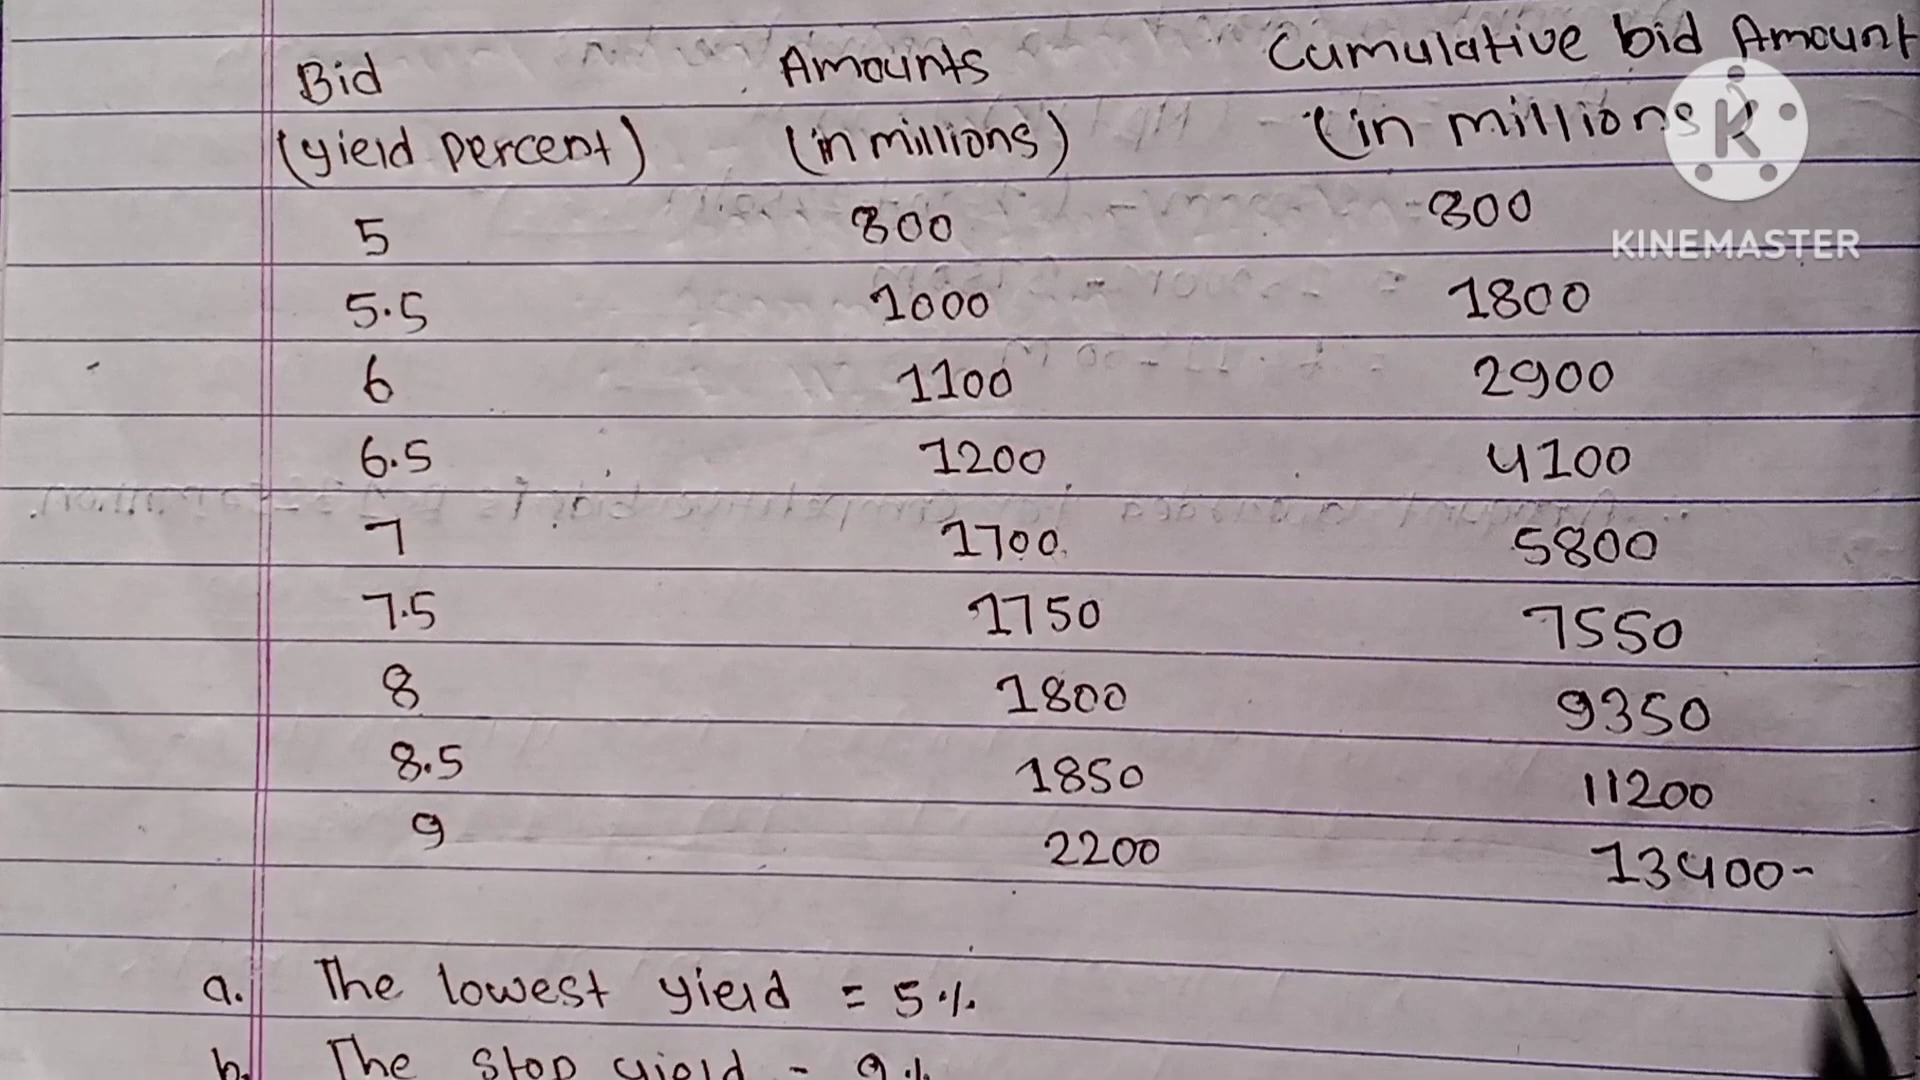 Bid Amounts Cumulative bid Amount
(yield percent) (in millions) (in millions)
KINEMASTER
5 800 800
5.5 1000 1800
6 1100 2900
6.5 1200 4100
7 1700 5800
7.5 1750 7550
8 1800 9350
8.5 1850 11200
9 2200 13400-
a. The lowest yield = 5%
b. The stop yield - 9%